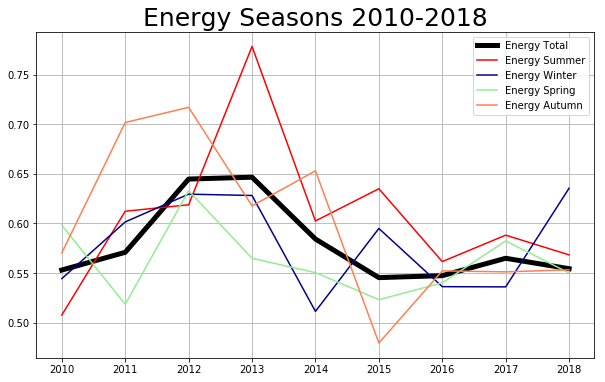 Energy Seasons 2010-2018
Energy Total
Energy Summer
Energy Winter
Energy Spring
Energy Autumn
0.75
0.70
0.65
0.60
0.55
0.50
2010 2011 2012 2013 2014 2015 2016 2017 2018